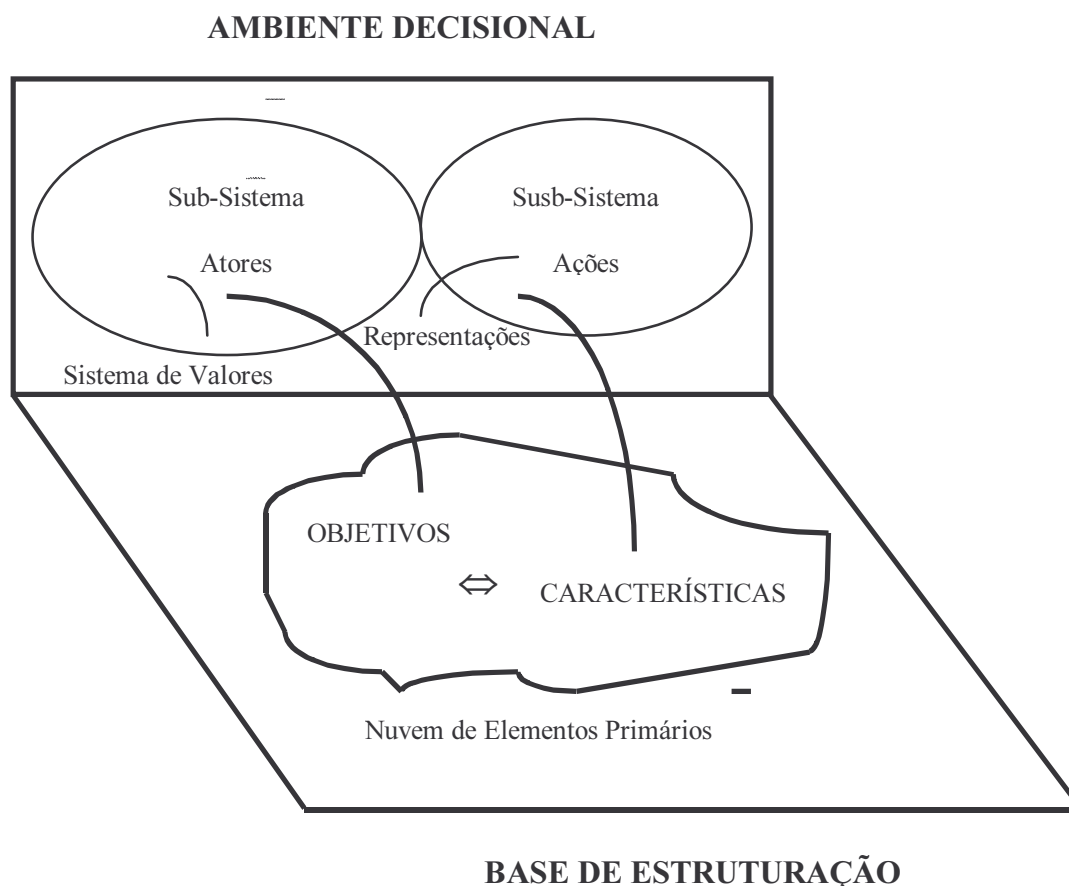 AMBIENTE DECISIONAL
Sub-Sistema
Susb-Sistema
Atores
Ações
Representações
Sistema de Valores
OBJETIVOS
⇔
CARACTERÍSTICAS
Nuvem de Elementos Primários
BASE DE ESTRUTURAÇÃO